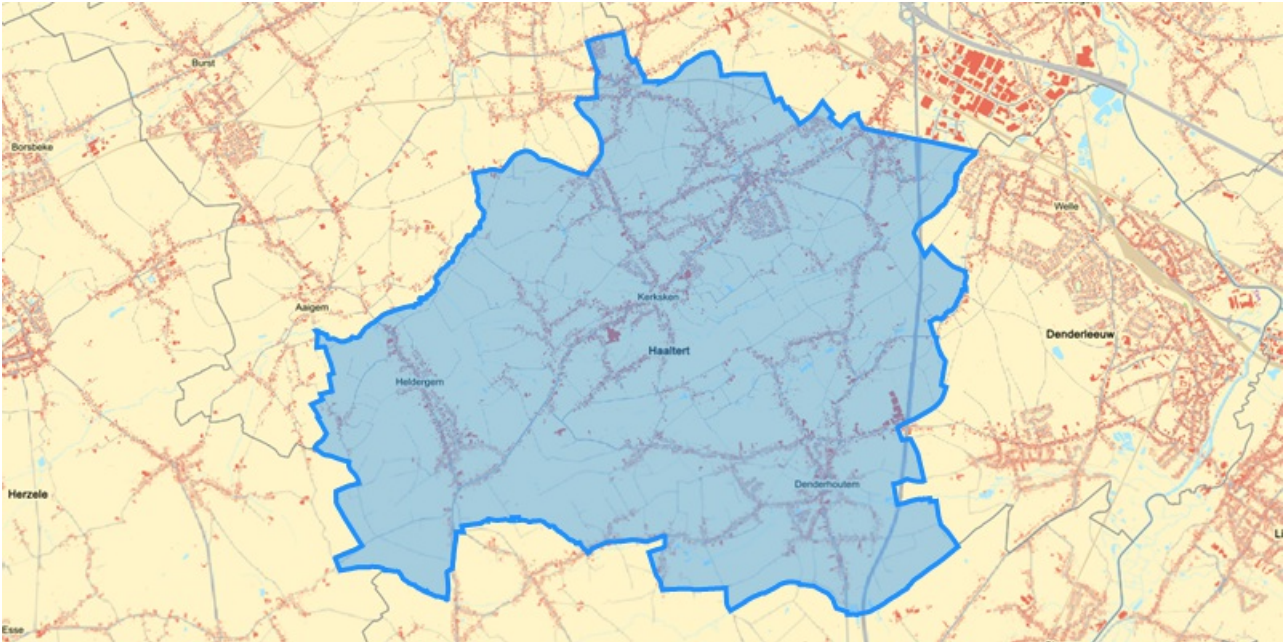 Burst
Borsbeke
Welle
Kerksken
Aaigem
Denderleeuw
Haaltert
Heldergem
Denderhoutem
Herzele
Esse